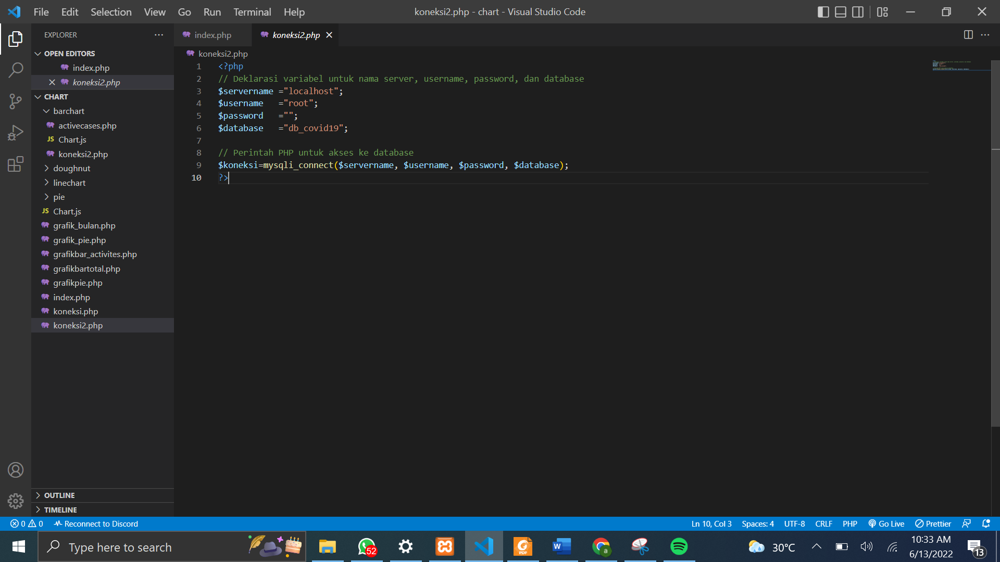 File Edit Selection View Go Run Terminal Help
koneksi2.php - chart - Visual Studio Code
EXPLORER
OPEN EDITORS
index.php
koneksi2.php
CHART
barchart
activecases.php
JS Chart.js
koneksi2.php
doughnut
linechart
pie
JS Chart.js
grafik_bulan.php
grafik_pie.php
grafikbar_activites.php
grafikbartotal.php
grafikpie.php
index.php
koneksi.php
koneksi2.php
OUTLINE
TIMELINE
index.php koneksi2.php
koneksi2.php
1 <?php
2 // Deklarasi variabel untuk nama server, username, password, dan database
3 $servername ="localhost";
4 $username   ="root";
5 $password   ="";
6 $database   ="db_covid19";
7
8 // Perintah PHP untuk akses ke database
9 $koneksi=mysqli_connect($servername, $username, $password, $database);
10 ?>
0 0 Reconnect to Discord
Ln 10, Col 3 Spaces: 4 UTF-8 CRLF PHP Go Live Prettier
Type here to search
52
PDF
W
a
30°C
10:33 AM
6/13/2022
13